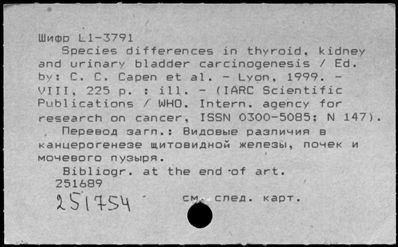 Шифр L1-3791
Species differences in thyroid, kidney
and urinary bladder carcinogenesis / Ed.
by: C. C. Capen et al. - Lyon, 1999. -
VIII, 225 p. : ill. - (IARC Scientific
Publications / WHO. Intern. agency for
research on cancer, ISSN 0300-5085; N 147).
Перевод загл.: Видовые различия в
канцерогенезе щитовидной железы, почек и
мочевого пузыря.
Bibliogr. at the end of art.
251689
251754 см. след. карт.